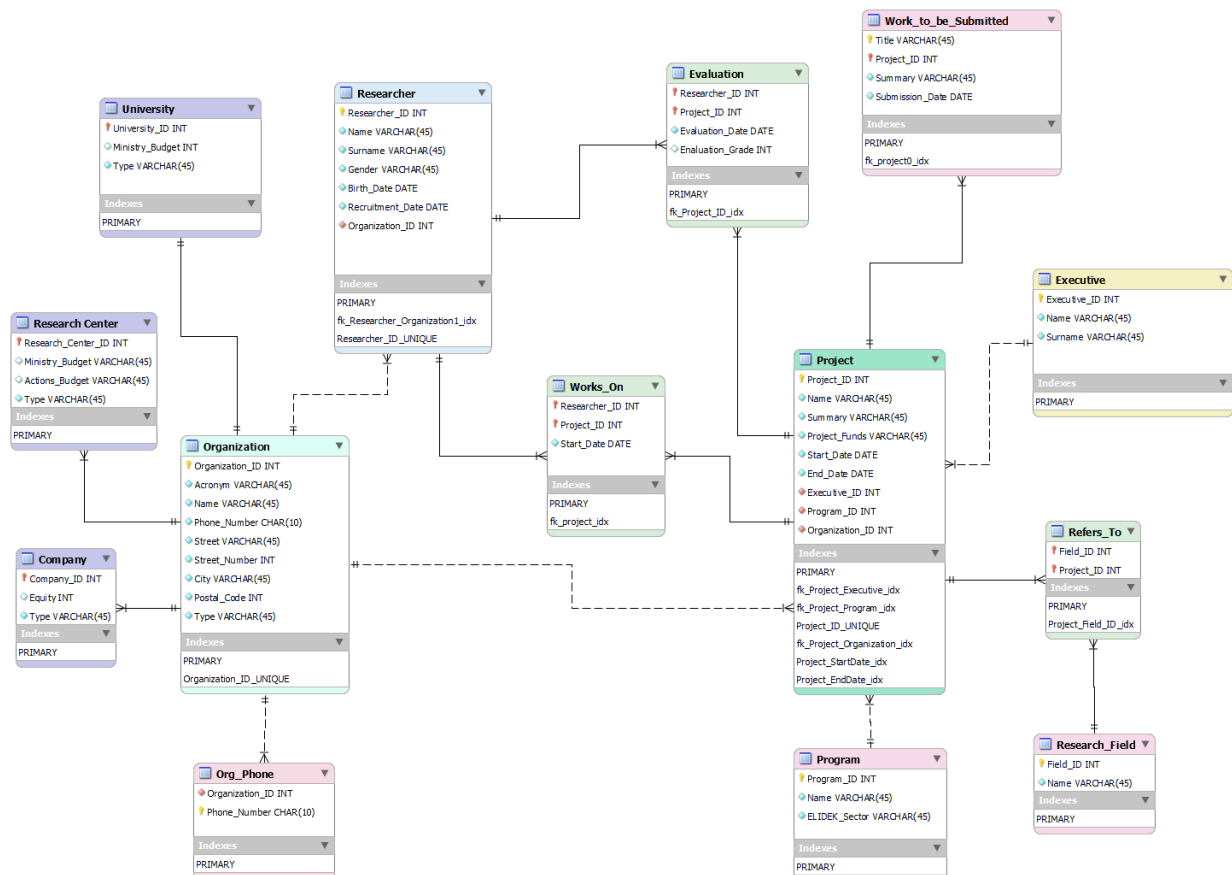 Work_to_be_Submitted
Title VARCHAR(45)
Project_ID INT
Summary VARCHAR(45)
Submission_Date DATE
Indexes
PRIMARY
fk_project0_idx
Evaluation
Researcher_ID INT
Project_ID INT
Evaluation_Date DATE
Evaluation_Grade INT
Indexes
PRIMARY
fk_Project_ID_idx
Researcher
Researcher_ID INT
Name VARCHAR(45)
Surname VARCHAR(45)
Gender VARCHAR(45)
Birth_Date DATE
Recruitment_Date DATE
Organization_ID INT
Indexes
PRIMARY
fk_Researcher_Organization1_idx
Researcher_ID_UNIQUE
University
University_ID INT
Ministry_Budget INT
Type VARCHAR(45)
Indexes
PRIMARY
Executive
Executive_ID INT
Name VARCHAR(45)
Surname VARCHAR(45)
Indexes
PRIMARY
Research Center
Research_Center_ID INT
Ministry_Budget VARCHAR(45)
Actions_Budget VARCHAR(45)
Type VARCHAR(45)
Indexes
PRIMARY
Project
Project_ID INT
Name VARCHAR(45)
Summary VARCHAR(45)
Project_Funds VARCHAR(45)
Start_Date DATE
End_Date DATE
Executive_ID INT
Program_ID INT
Organization_ID INT
Indexes
PRIMARY
fk_Project_Executive_idx
fk_Project_Program_idx
Project_ID_UNIQUE
fk_Project_Organization_idx
Project_StartDate_idx
Project_EndDate_idx
Works_On
Researcher_ID INT
Project_ID INT
Start_Date DATE
Indexes
PRIMARY
fk_project_idx
Organization
Organization_ID INT
Acronym VARCHAR(45)
Name VARCHAR(45)
Phone_Number CHAR(10)
Street VARCHAR(45)
Street_Number INT
City VARCHAR(45)
Postal_Code INT
Type VARCHAR(45)
Indexes
PRIMARY
Organization_ID_UNIQUE
Company
Company_ID INT
Equity INT
Type VARCHAR(45)
Indexes
PRIMARY
Refers_To
Field_ID INT
Project_ID INT
Indexes
PRIMARY
Project_Field_ID_idx
Research_Field
Field_ID INT
Name VARCHAR(45)
Indexes
PRIMARY
Program
Program_ID INT
Name VARCHAR(45)
ELIDEK_Sector VARCHAR(45)
Indexes
PRIMARY
Org_Phone
Organization_ID INT
Phone_Number CHAR(10)
Indexes
PRIMARY